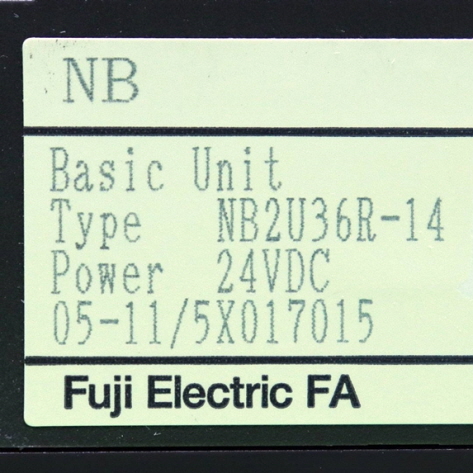 NB
Basic Unit
Type NB2U36R-14
Power 24VDC
05-11/5X017015
Fuji Electric FA